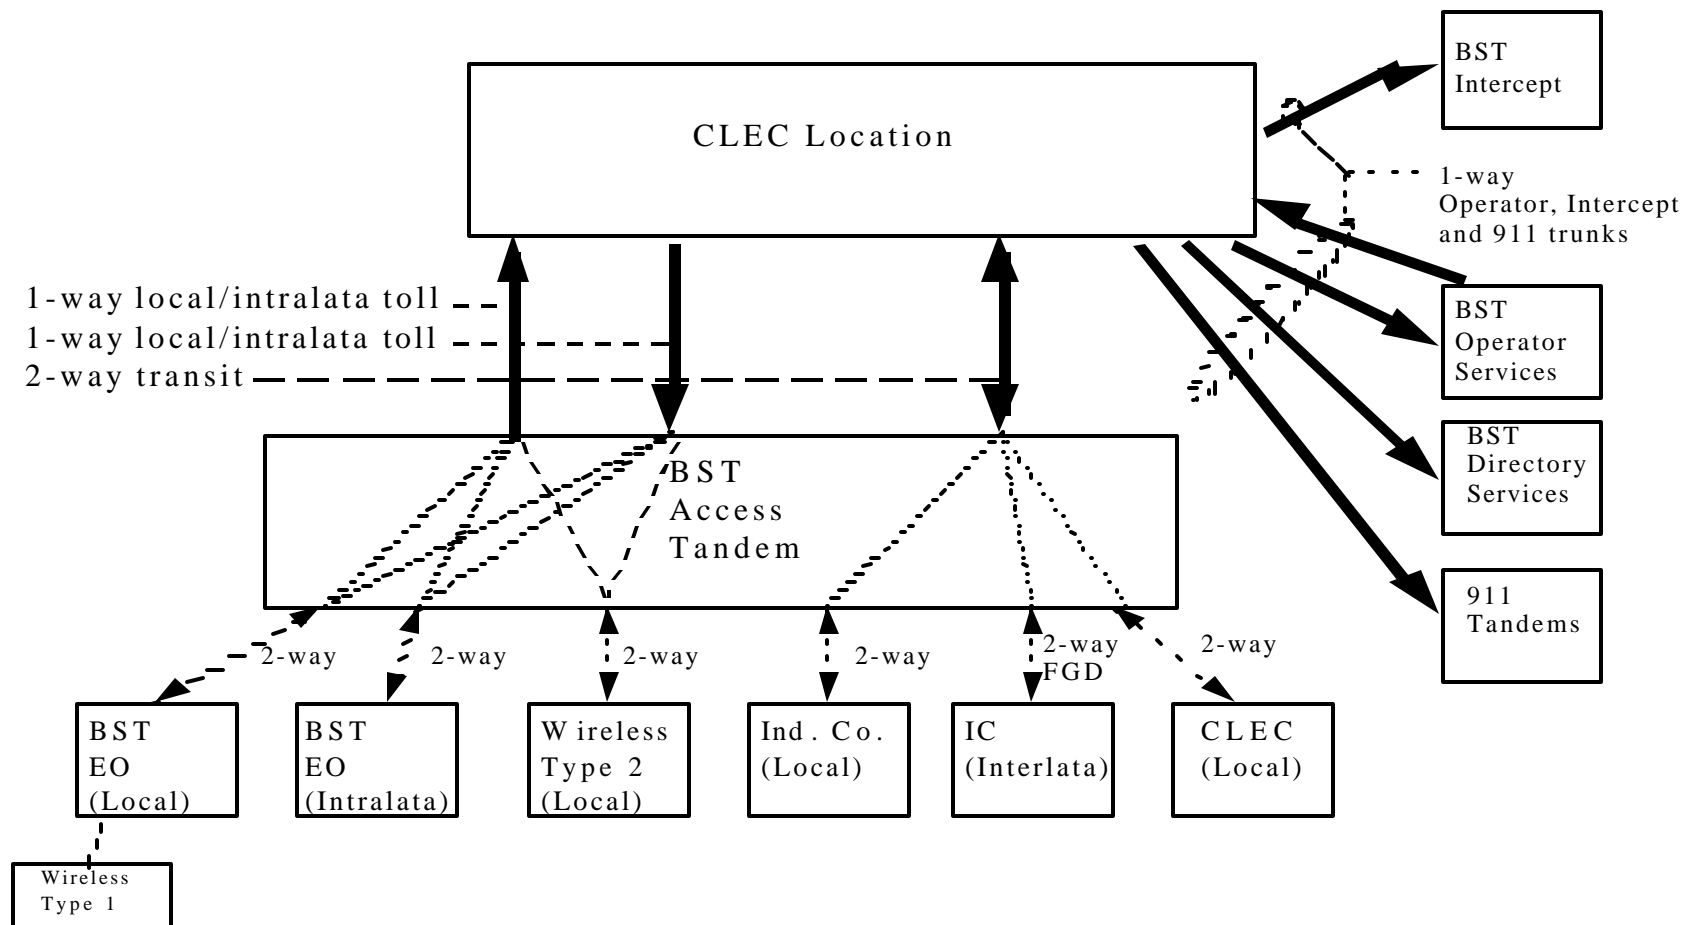 BST
Intercept
CLEC Location
1-way
Operator, Intercept
and 911 trunks
1-way local/intralata toll
1-way local/intralata toll
2-way transit
BST
Operator
Services
BST
Directory
Services
BST
Access
Tandem
911
Tandems
2-way
2-way
2-way
2-way
2-way
FGD
2-way
BST
EO
(Local)
BST
EO
(Intralata)
Wireless
Type 2
(Local)
Ind. Co.
(Local)
IC
(Interlata)
CLEC
(Local)
Wireless
Type 1